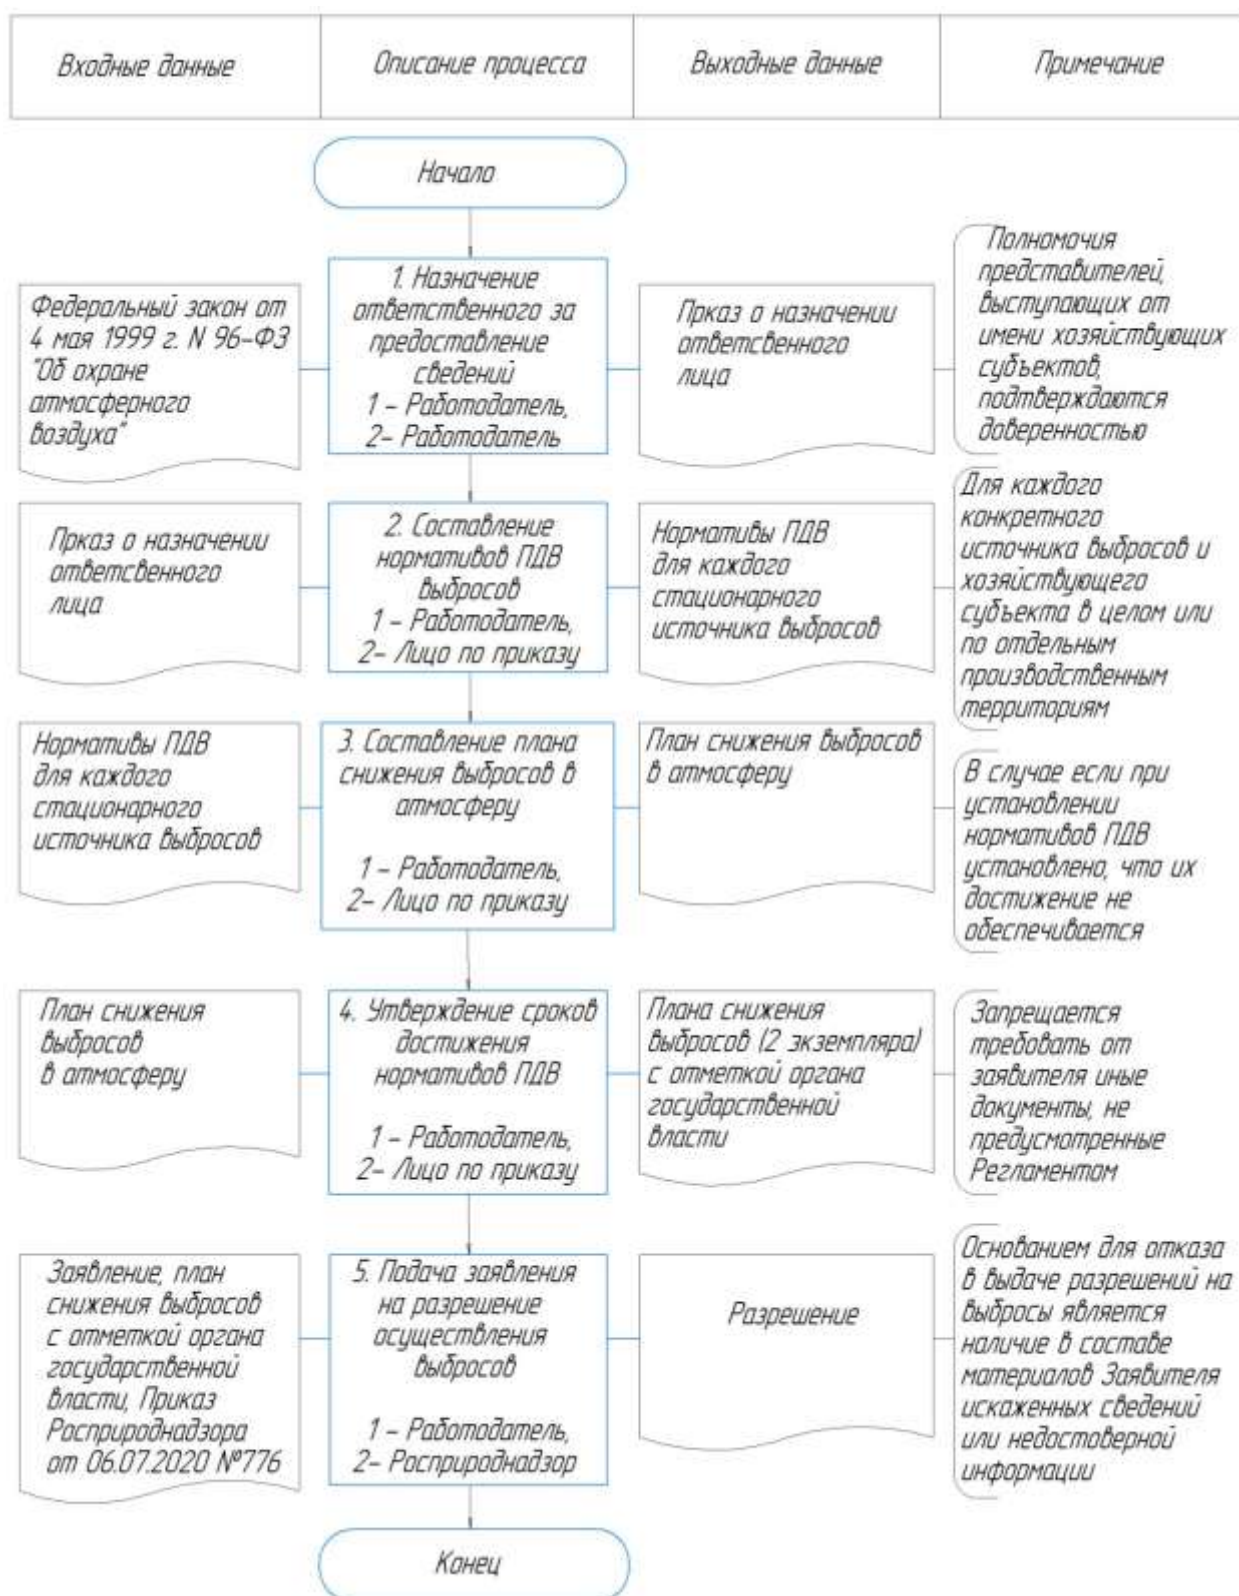 Входные данные
Описание процесса
Выходные данные
Примечание
Начало
Федеральный закон от
4 мая 1999 г. N 96-ФЗ
"Об охране
атмосферного
воздуха"
1. Назначение
ответственного за
предоставление
сведений
1 - Работодатель,
2- Работодатель
Прказ о назначении
ответсвенного
лица
Полномочия
представителей,
выступающих от
имени хозяйствующих
субъектов,
подтверждаются
доверенностью
Прказ о назначении
ответсвенного
лица
2. Составление
нормативов ПДВ
выбросов
1 - Работодатель,
2- Лицо по приказу
Нормативы ПДВ
для каждого
стационарного
источника выбросов
Для каждого
конкретного
источника выбросов и
хозяйствующего
субъекта в целом или
по отдельным
производственным
территориям
Нормативы ПДВ
для каждого
стационарного
источника выбросов
3. Составление плана
снижения выбросов в
атмосферу
1 - Работодатель,
2- Лицо по приказу
План снижения выбросов
в атмосферу
В случае если при
установлении
нормативов ПДВ
установлено, что их
достижение не
обеспечивается
План снижения
выбросов
в атмосферу
4. Утверждение сроков
достижения
нормативов ПДВ
1 - Работодатель,
2- Лицо по приказу
Плана снижения
выбросов (2 экземпляра)
с отметкой органа
государственной
власти
Запрещается
требовать от
заявителя иные
документы, не
предусмотренные
Регламентом
Заявление, план
снижения выбросов
с отметкой органа
государственной
власти, Приказ
Росприроднадзора
от 06.07.2020 №776
5. Подача заявления
на разрешение
осуществления
выбросов
1 - Работодатель,
2- Росприроднадзор
Разрешение
Основанием для отказа
в выдаче разрешений на
выбросы является
наличие в составе
материалов Заявителя
искаженных сведений
или недостоверной
информации
Конец